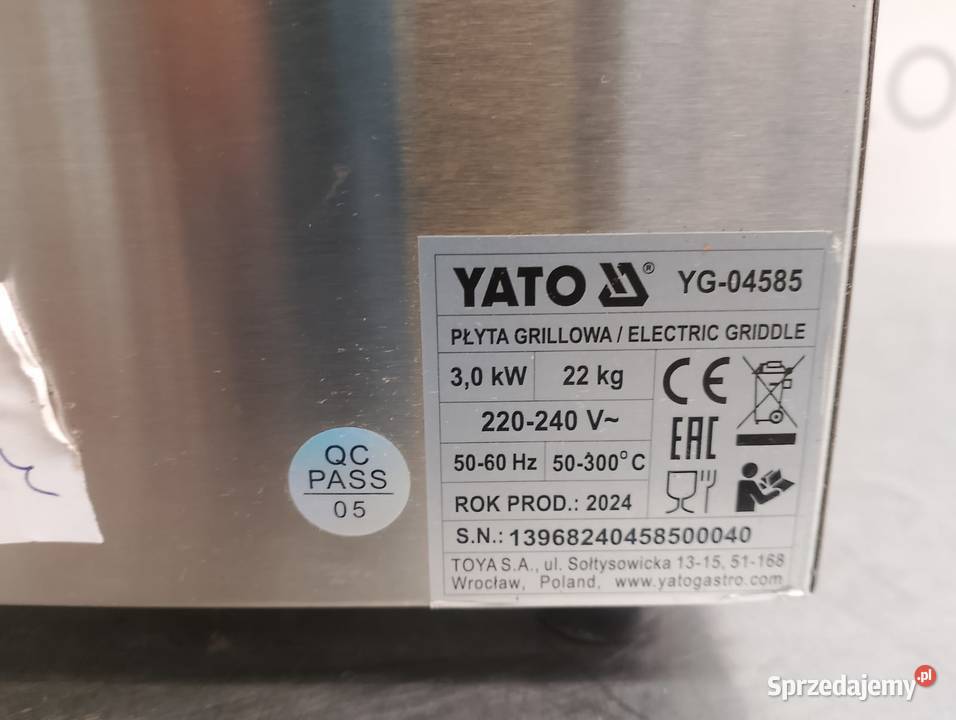 YATO ® YG-04585
PŁYTA GRILLOWA / ELECTRIC GRIDDLE
3,0 kW 22 kg
220-240 V~
50-60 Hz 50-300°C
ROK PROD.: 2024
S.N.: 13968240458500040
TOYA S.A., ul. Sołtysowicka 13-15, 51-168
Wrocław, Poland, www.yatogastro.com
CE
EAC
QC
PASS
05
Sprzedajemy.pl